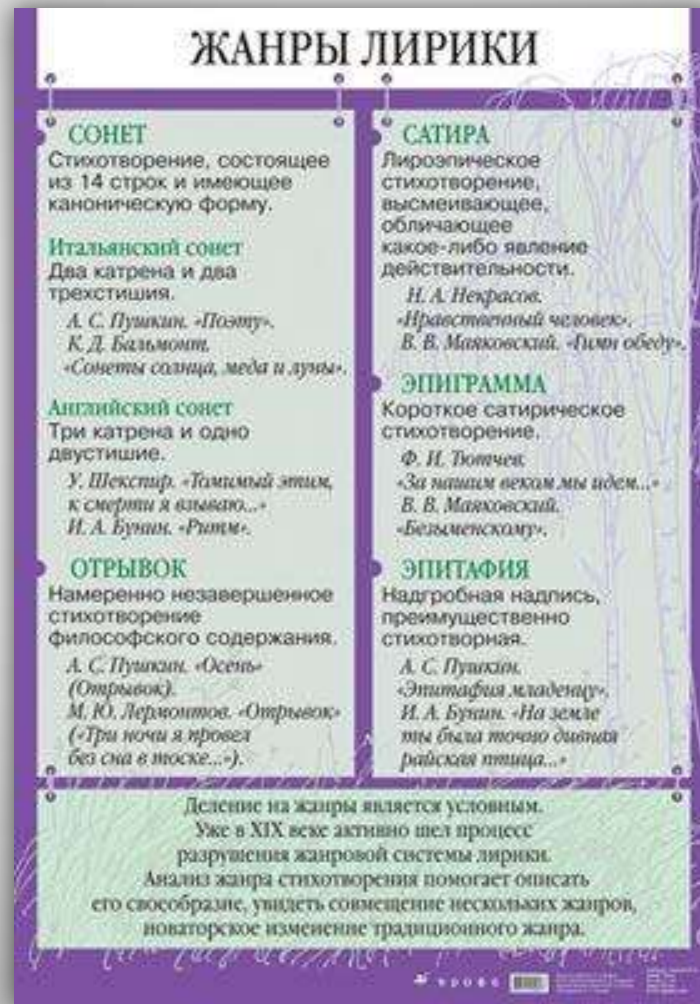 ЖАНРЫ ЛИРИКИ
СОНЕТ
Стихотворение, состоящее
из 14 строк и имеющее
каноническую форму.
Итальянский сонет
Два катрена и два
трехстишия.
А. С. Пушкин. «Поэту».
К. Д. Бальмонт.
«Сонеты солнца, меда и луны».
Английский сонет
Три катрена и одно
двустишие.
У. Шекспир. «Томимый этим,
к смерти я взываю...»
И. А. Бунин. «Ритм».
ОТРЫВОК
Намеренно незавершенное
стихотворение
философского содержания.
А. С. Пушкин. «Осень»
(Отрывок).
М. Ю. Лермонтов. «Отрывок»
(«Три ночи я провел
без сна в тоске...»).
САТИРА
Лироэпическое
стихотворение,
высмеивающее,
обличающее
какое-либо явление
действительности.
Н. А. Некрасов.
«Нравственный человек».
В. В. Маяковский. «Гимн обеду».
ЭПИГРАММА
Короткое сатирическое
стихотворение.
Ф. И. Тютчев.
«За нашим веком мы идем...»
В. В. Маяковский.
«Безыменскому».
ЭПИТАФИЯ
Надгробная надпись,
преимущественно
стихотворная.
А. С. Пушкин.
«Эпитафия младенцу».
И. А. Бунин. «На земле
ты была точно дивная
райская птица...»
Деление на жанры является условным.
Уже в XIX веке активно шел процесс
разрушения жанровой системы лирики.
Анализ жанра стихотворения помогает описать
его своеобразие, увидеть совмещение нескольких жанров,
новаторское изменение традиционного жанра.